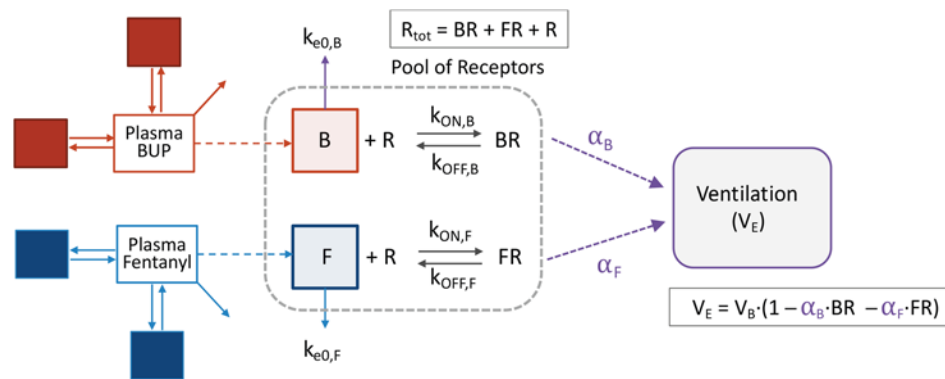 R_tot = BR + FR + R
Pool of Receptors
k_e0,B
Plasma
BUP
B + R
k_ON,B
k_OFF,B
BR
α_B
Plasma
Fentanyl
F + R
k_ON,F
k_OFF,F
FR
α_F
k_e0,F
Ventilation
(V_E)
V_E = V_B·(1 – α_B·BR – α_F·FR)